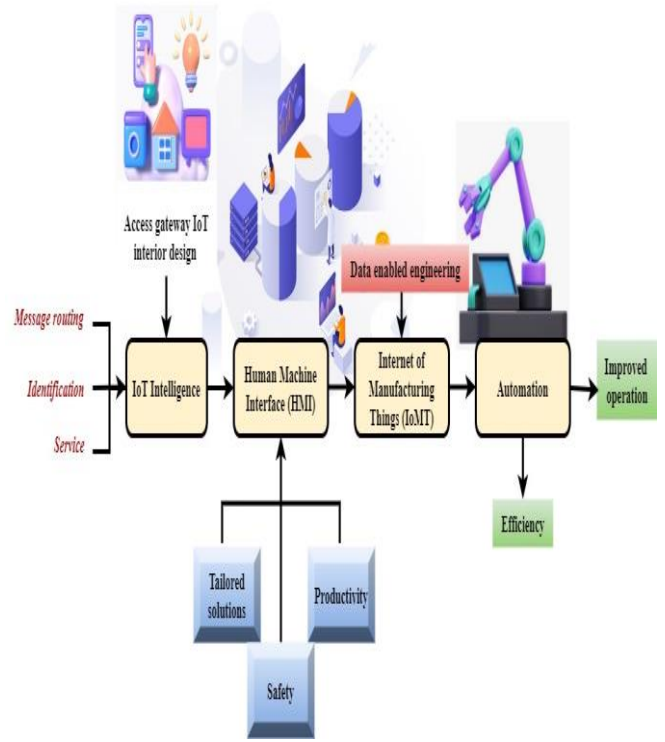 Access gateway IoT
interior design
Data enabled engineering
Message routing
Identification
Service
IoT Intelligence
Human Machine
Interface (HMI)
Internet of
Manufacturing
Things (IoMT)
Automation
Improved
operation
Efficiency
Tailored
solutions
Productivity
Safety